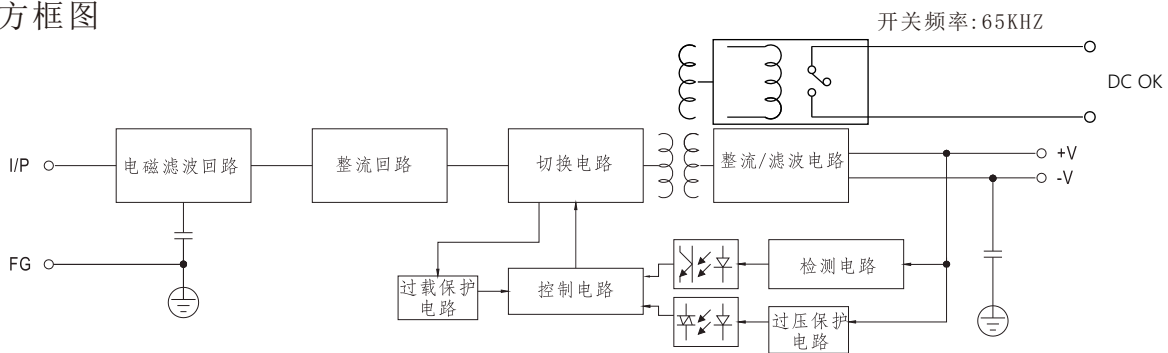 方框图
开关频率:65KHZ
DC OK
I/P
电磁滤波回路
整流回路
切换电路
整流/滤波电路
+V
-V
FG
过载保护
电路
控制电路
检测电路
过压保护
电路